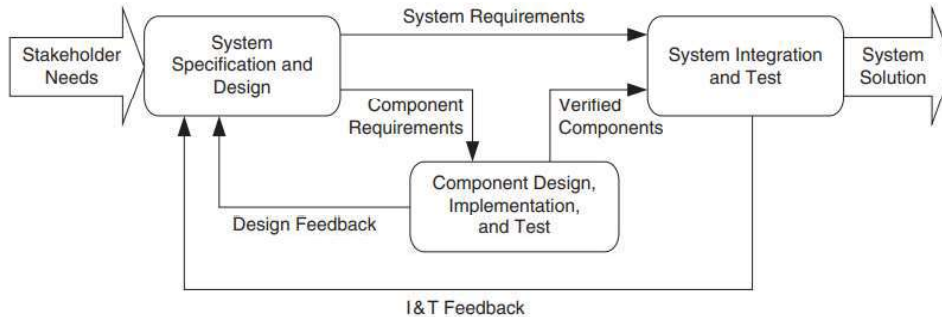 System Requirements
Stakeholder
Needs
System
Specification and
Design
System Integration
and Test
System
Solution
Component
Requirements
Verified
Components
Component Design,
Implementation,
and Test
Design Feedback
I&T Feedback